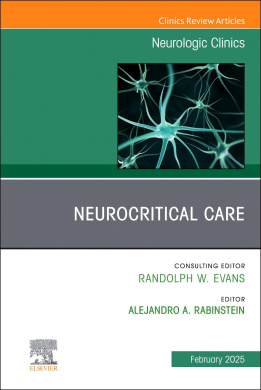 Clinics Review Articles
Neurologic Clinics
NEUROCRITICAL CARE
CONSULTING EDITOR
RANDOLPH W. EVANS
EDITOR
ALEJANDRO A. RABINSTEIN
ELSEVIER
February 2025